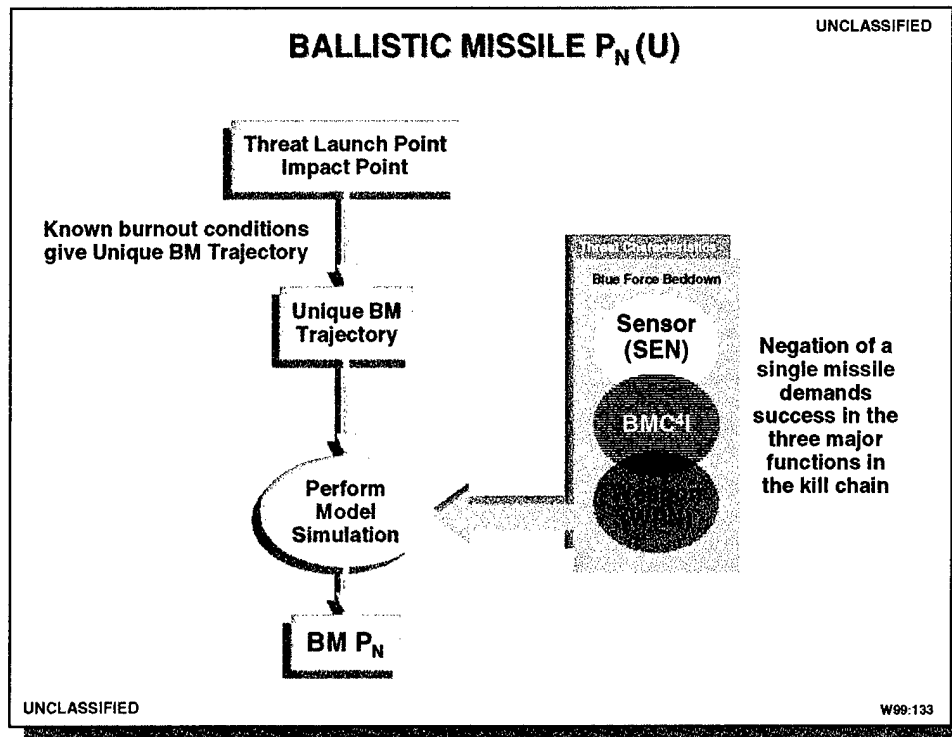 UNCLASSIFIED
BALLISTIC MISSILE PN (U)
Threat Launch Point
Impact Point
Known burnout conditions
give Unique BM Trajectory
Unique BM
Trajectory
Perform
Model
Simulation
BM PN
Threat Characteristics
Blue Force Beddown
Sensor
(SEN)
BMC4I
Negation of a
single missile
demands
success in the
three major
functions in
the kill chain
UNCLASSIFIED
W99:133